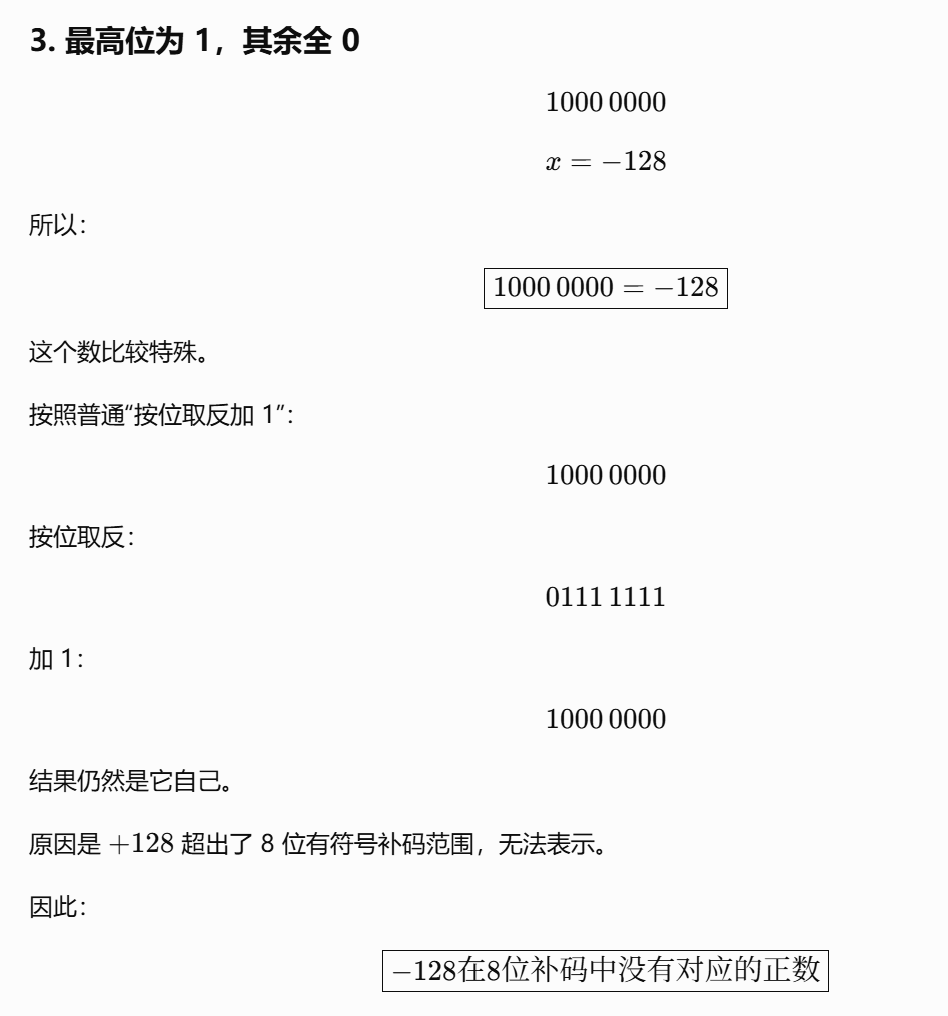 3. 最高位为 1，其余全 0
1000 0000
x = −128
所以：
1000 0000 = −128
这个数比较特殊。
按照普通“按位取反加 1”：
1000 0000
按位取反：
0111 1111
加 1：
1000 0000
结果仍然是它自己。
原因是 +128 超出了 8 位有符号补码范围，无法表示。
因此：
−128在8位补码中没有对应的正数